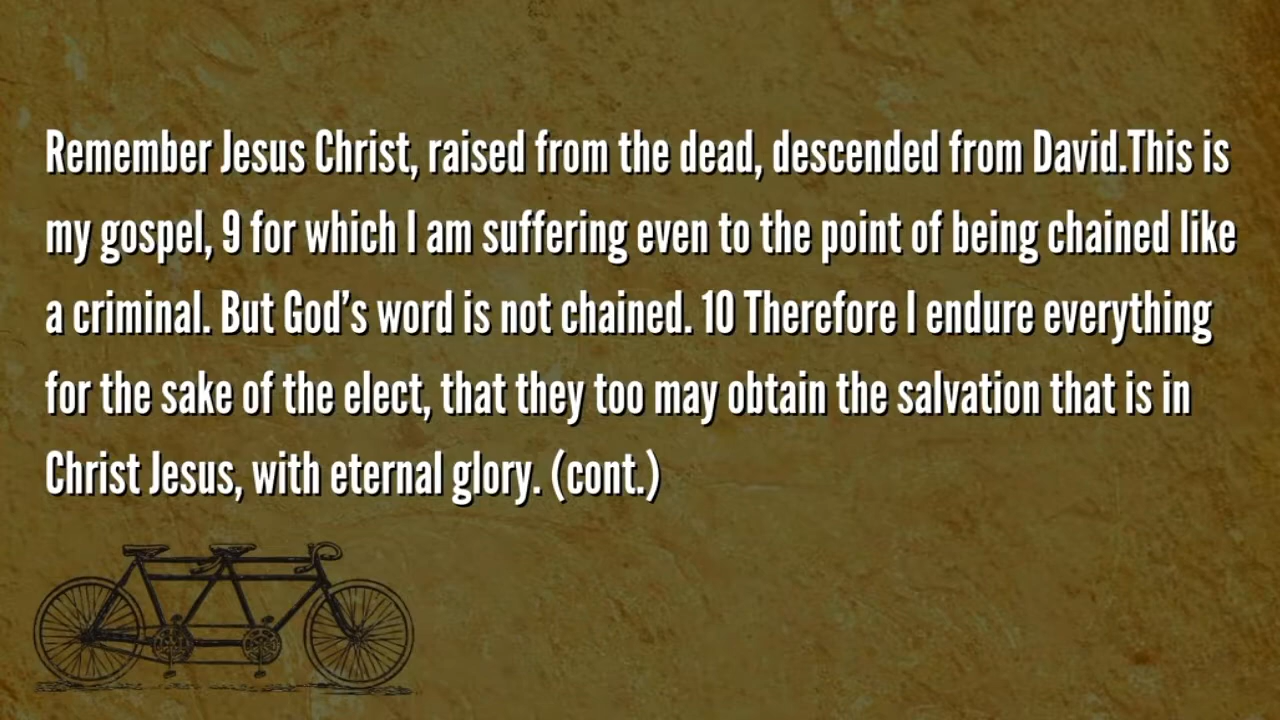 Remember Jesus Christ, raised from the dead, descended from David.This is
my gospel, 9 for which I am suffering even to the point of being chained like
a criminal. But God’s word is not chained. 10 Therefore I endure everything
for the sake of the elect, that they too may obtain the salvation that is in
Christ Jesus, with eternal glory. (cont.)